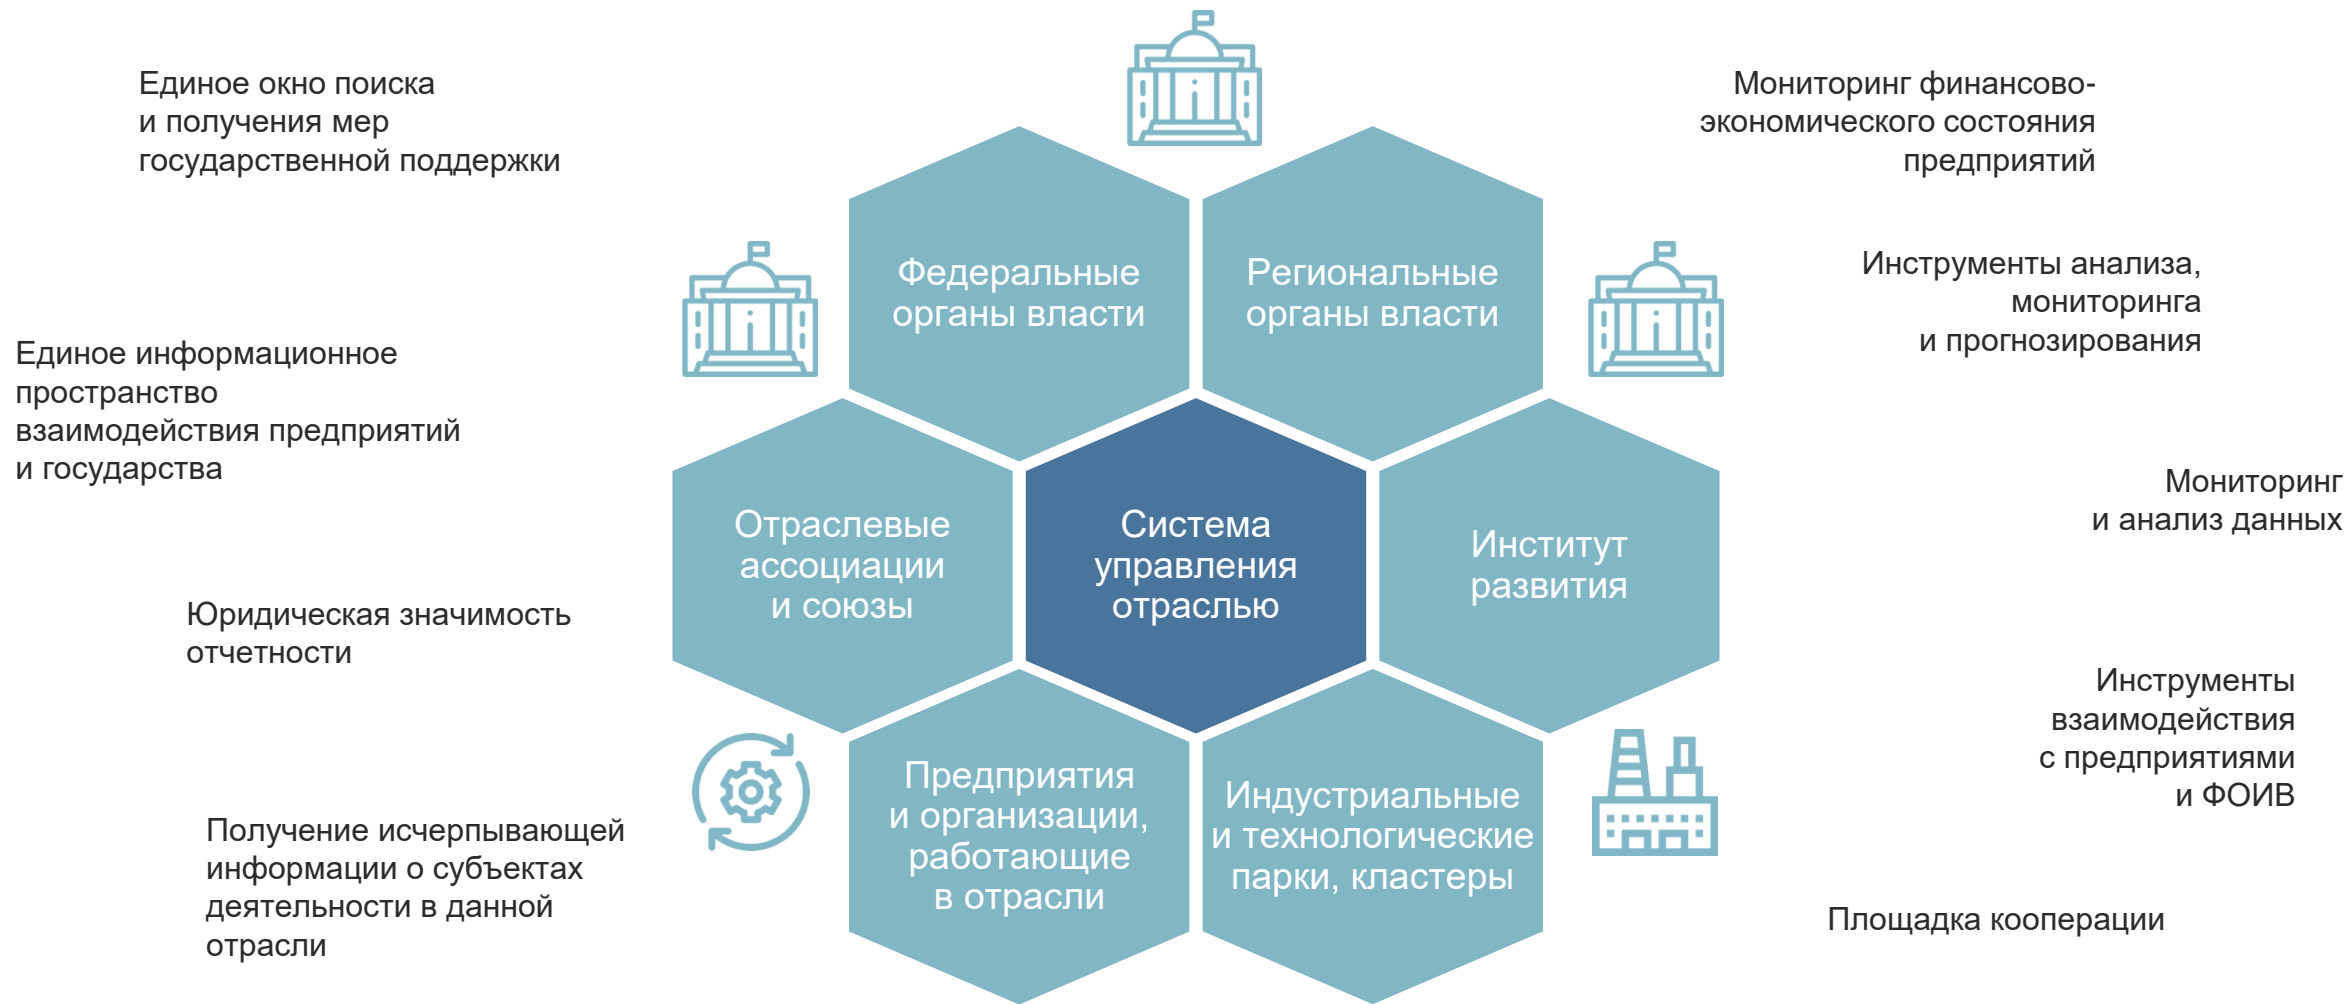 Единое окно поиска
и получения мер
государственной поддержки
Единое информационное
пространство
взаимодействия предприятий
и государства
Юридическая значимость
отчетности
Получение исчерпывающей
информации о субъектах
деятельности в данной
отрасли
Федеральные
органы власти
Региональные
органы власти
Отраслевые
ассоциации
и союзы
Система
управления
отраслью
Институт
развития
Предприятия
и организации,
работающие
в отрасли
Индустриальные
и технологические
парки, кластеры
Мониторинг финансово-
экономического состояния
предприятий
Инструменты анализа,
мониторинга
и прогнозирования
Мониторинг
и анализ данных
Инструменты
взаимодействия
с предприятиями
и ФОИВ
Площадка кооперации